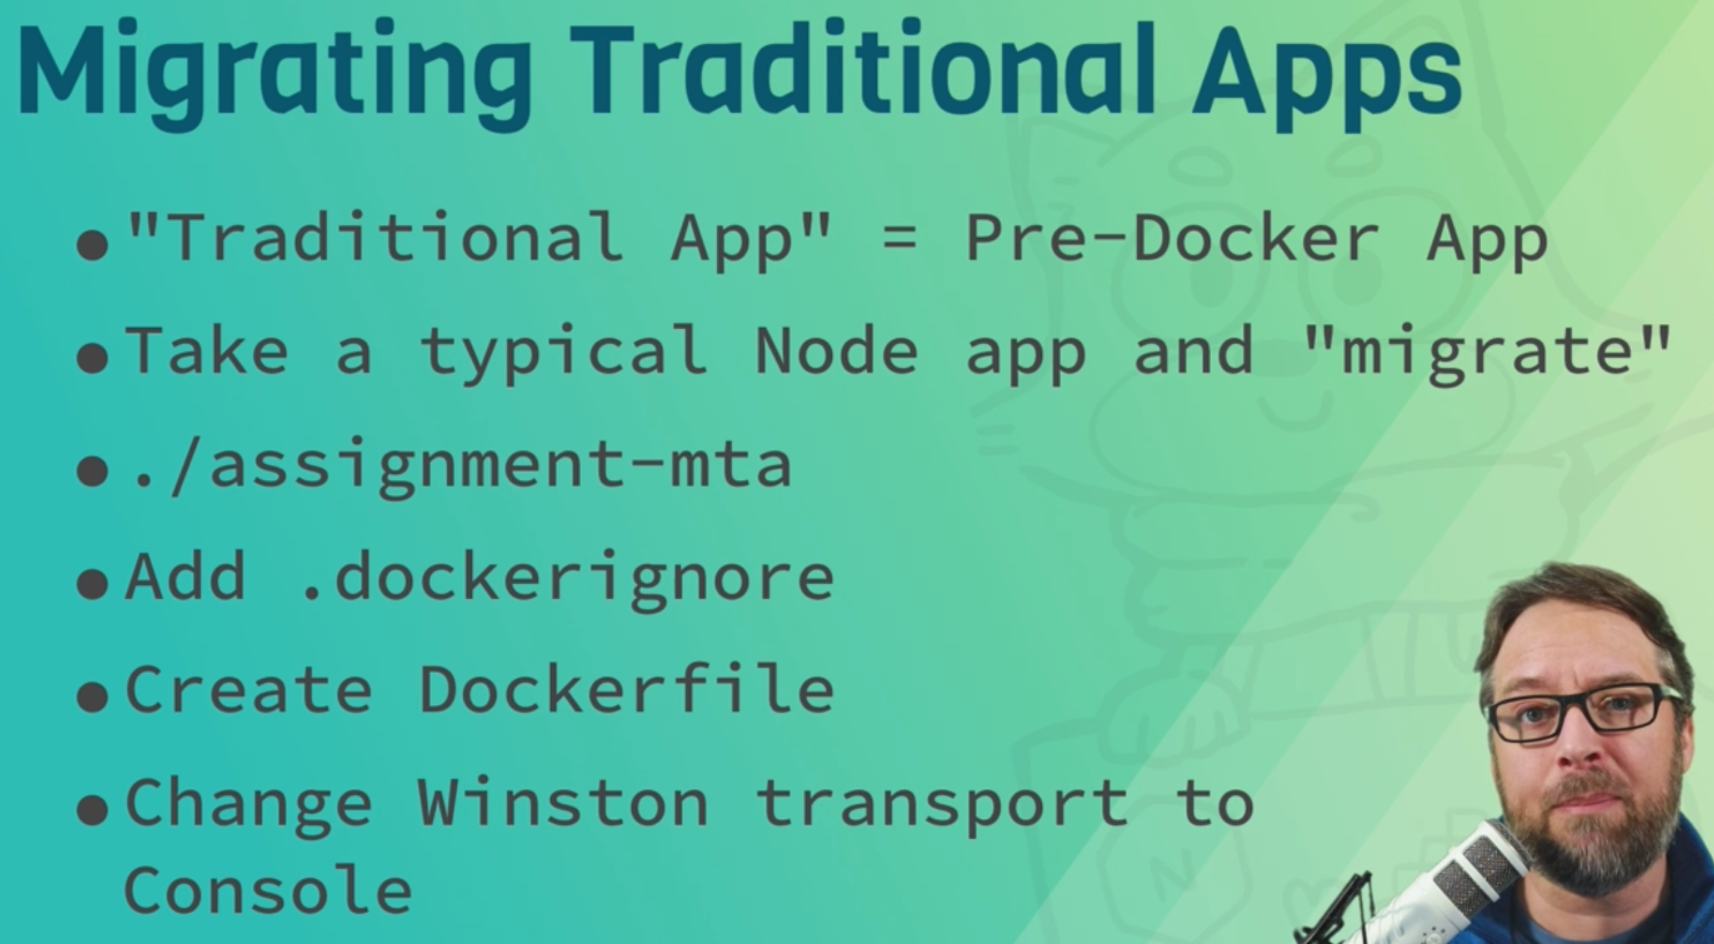 Migrating Traditional Apps
● "Traditional App" = Pre-Docker App
● Take a typical Node app and "migrate"
● ./assignment-mta
● Add .dockerignore
● Create Dockerfile
● Change Winston transport to
Console
N